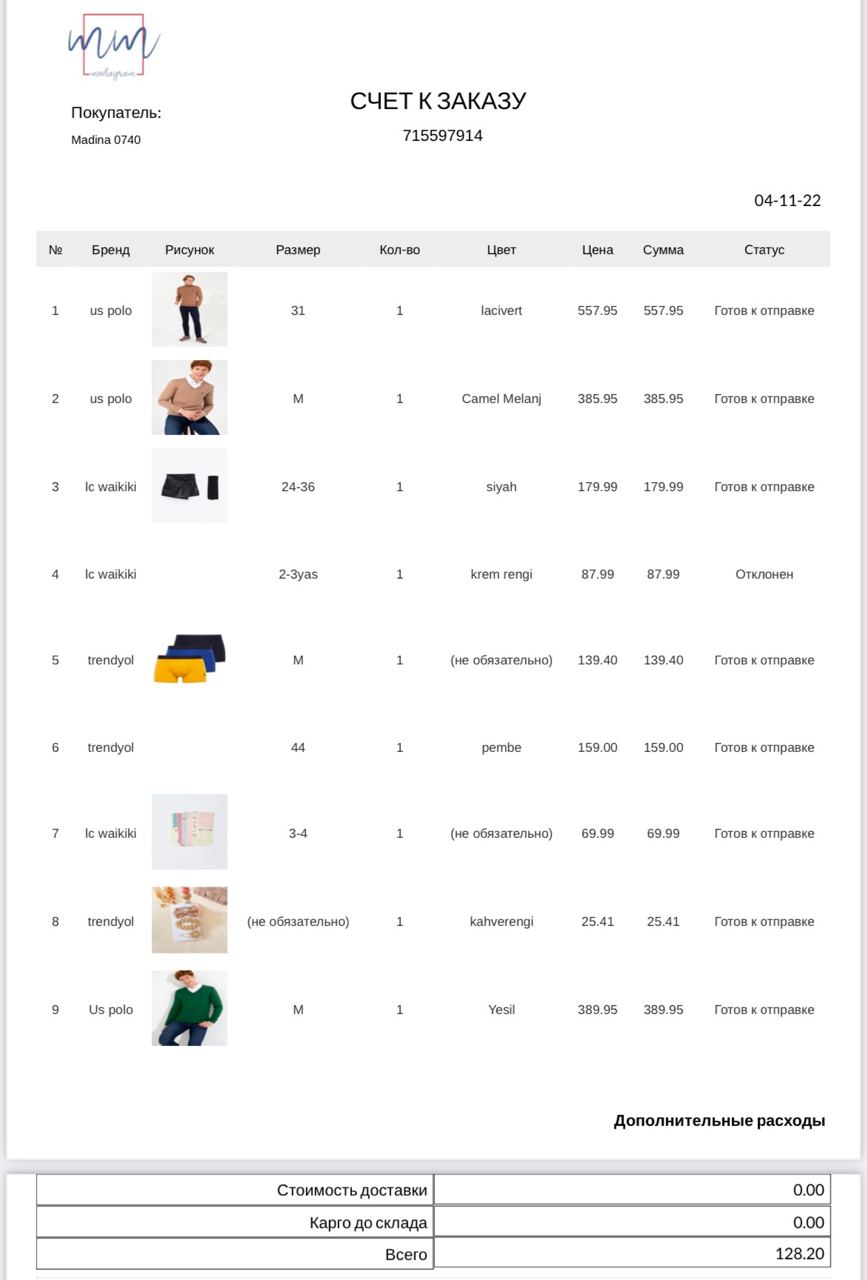 mm
modagram
СЧЕТ К ЗАКАЗУ
Покупатель:
715597914
Madina 0740
04-11-22
№ Бренд Рисунок Размер Кол-во Цвет Цена Сумма Статус
1 us polo 31 1 lacivert 557.95 557.95 Готов к отправке
2 us polo M 1 Camel Melanj 385.95 385.95 Готов к отправке
3 lc waikiki 24-36 1 siyah 179.99 179.99 Готов к отправке
4 lc waikiki 2-3yas 1 krem rengi 87.99 87.99 Отклонен
5 trendyol M 1 (не обязательно) 139.40 139.40 Готов к отправке
6 trendyol 44 1 pembe 159.00 159.00 Готов к отправке
7 lc waikiki 3-4 1 (не обязательно) 69.99 69.99 Готов к отправке
8 trendyol (не обязательно) 1 kahverengi 25.41 25.41 Готов к отправке
9 Us polo M 1 Yesil 389.95 389.95 Готов к отправке
Дополнительные расходы
Стоимость доставки 0.00
Карго до склада 0.00
Всего 128.20